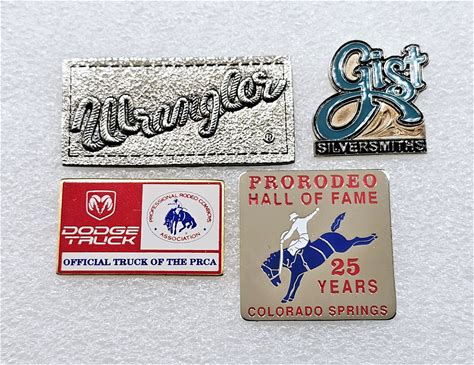 Wrangler
®
Gist
SILVERSMITHS
DODGE
TRUCK
PROFESSIONAL RODEO COWBOYS
ASSOCIATION
OFFICIAL TRUCK OF THE PRCA
PRORODEO
HALL OF FAME
25
YEARS
COLORADO SPRINGS